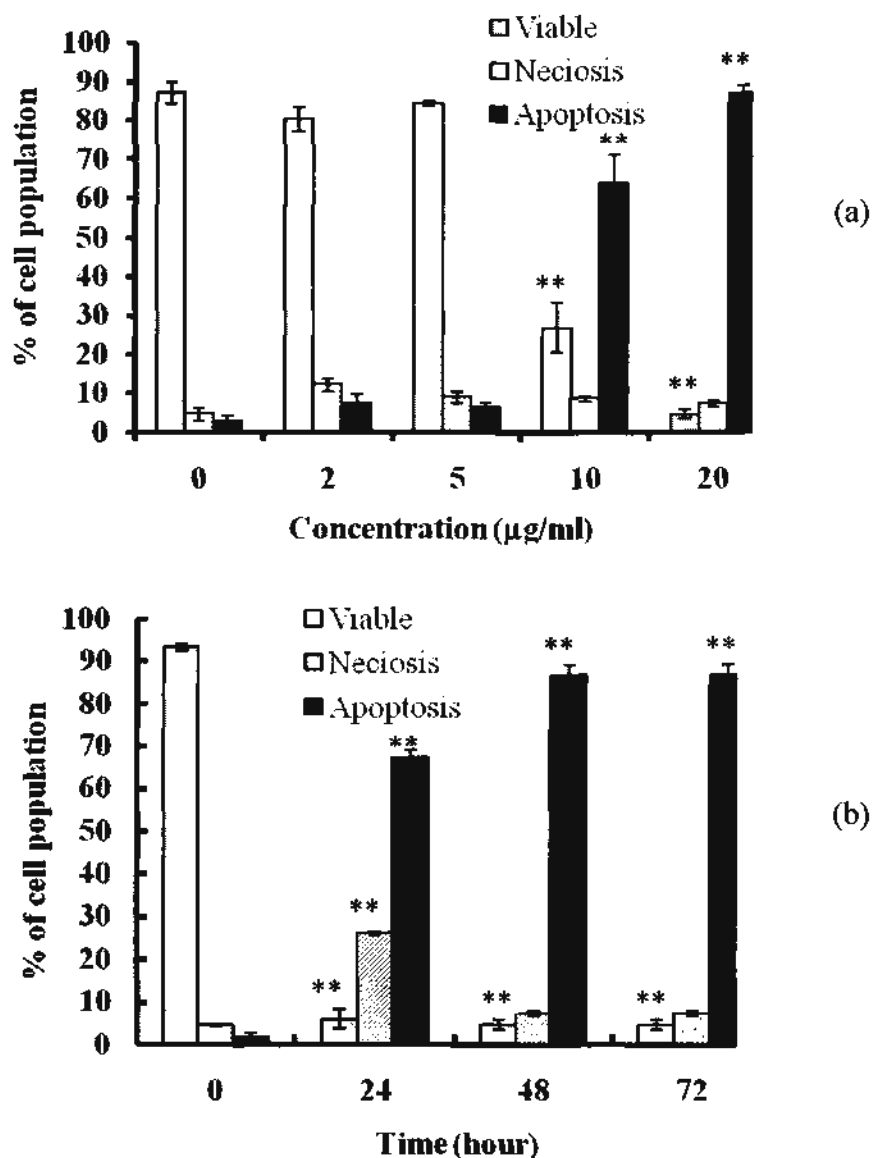 100
90
80
70
60
50
40
30
20
10
0
% of cell population
Viable
Neciosis
Apoptosis
**
**
**
**
0 2 5 10 20
Concentration (µg/ml)
(a)
100
90
80
70
60
50
40
30
20
10
0
% of cell population
Viable
Neciosis
Apoptosis
**
**
**
**
**
**
**
0 24 48 72
Time (hour)
(b)